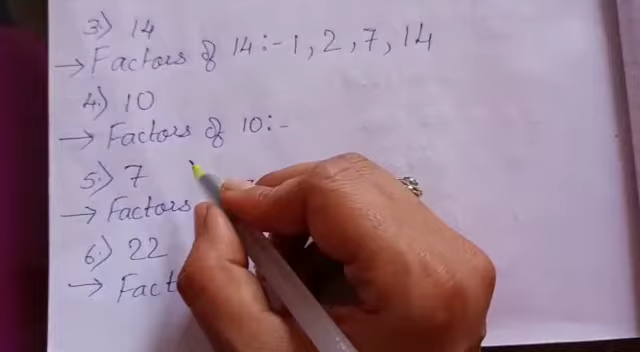 3.) 14
→ Factors of 14:- 1, 2, 7, 14
4.) 10
→ Factors of 10:-
5.) 7
→ Factors
6.) 22
→ Fact